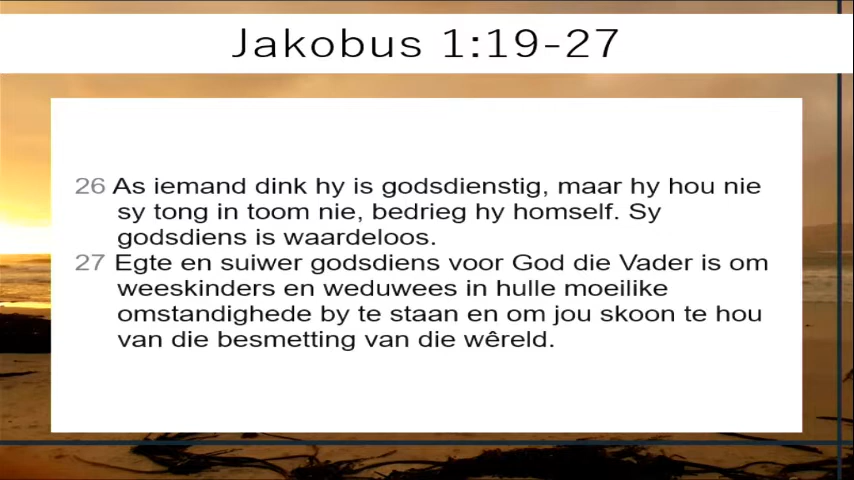 Jakobus 1:19-27
26 As iemand dink hy is godsdienstig, maar hy hou nie
sy tong in toom nie, bedrieg hy homself. Sy
godsdiens is waardeloos.
27 Egte en suiwer godsdiens voor God die Vader is om
weeskinders en weduwees in hulle moeilike
omstandighede by te staan en om jou skoon te hou
van die besmetting van die wêreld.